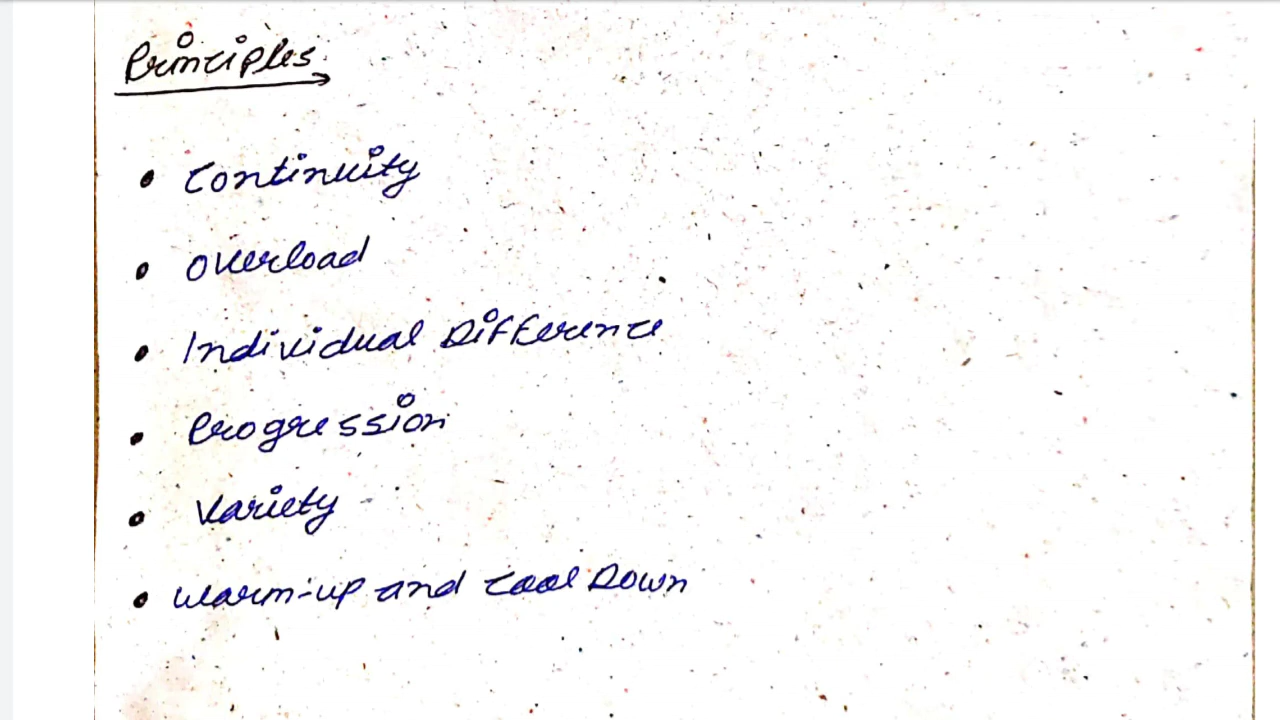 Principles
• Continuity
• Overload
• Individual Difference
• Progression
• Variety
• Warm-up and Cool Down